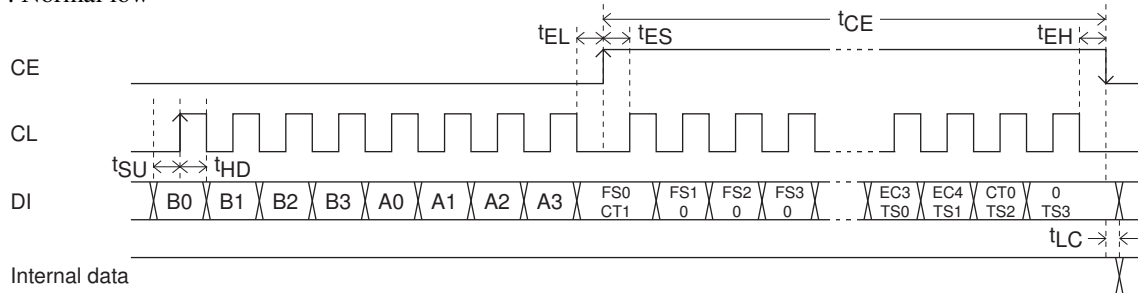 : Normal low
tCE
tEL tES tEH
CE
CL
tSU tHD
DI B0 B1 B2 B3 A0 A1 A2 A3 FS0 FS1 FS2 FS3 EC3 EC4 CT0 0
CT1 0 0 0 TS0 TS1 TS2 TS3
tLC
Internal data